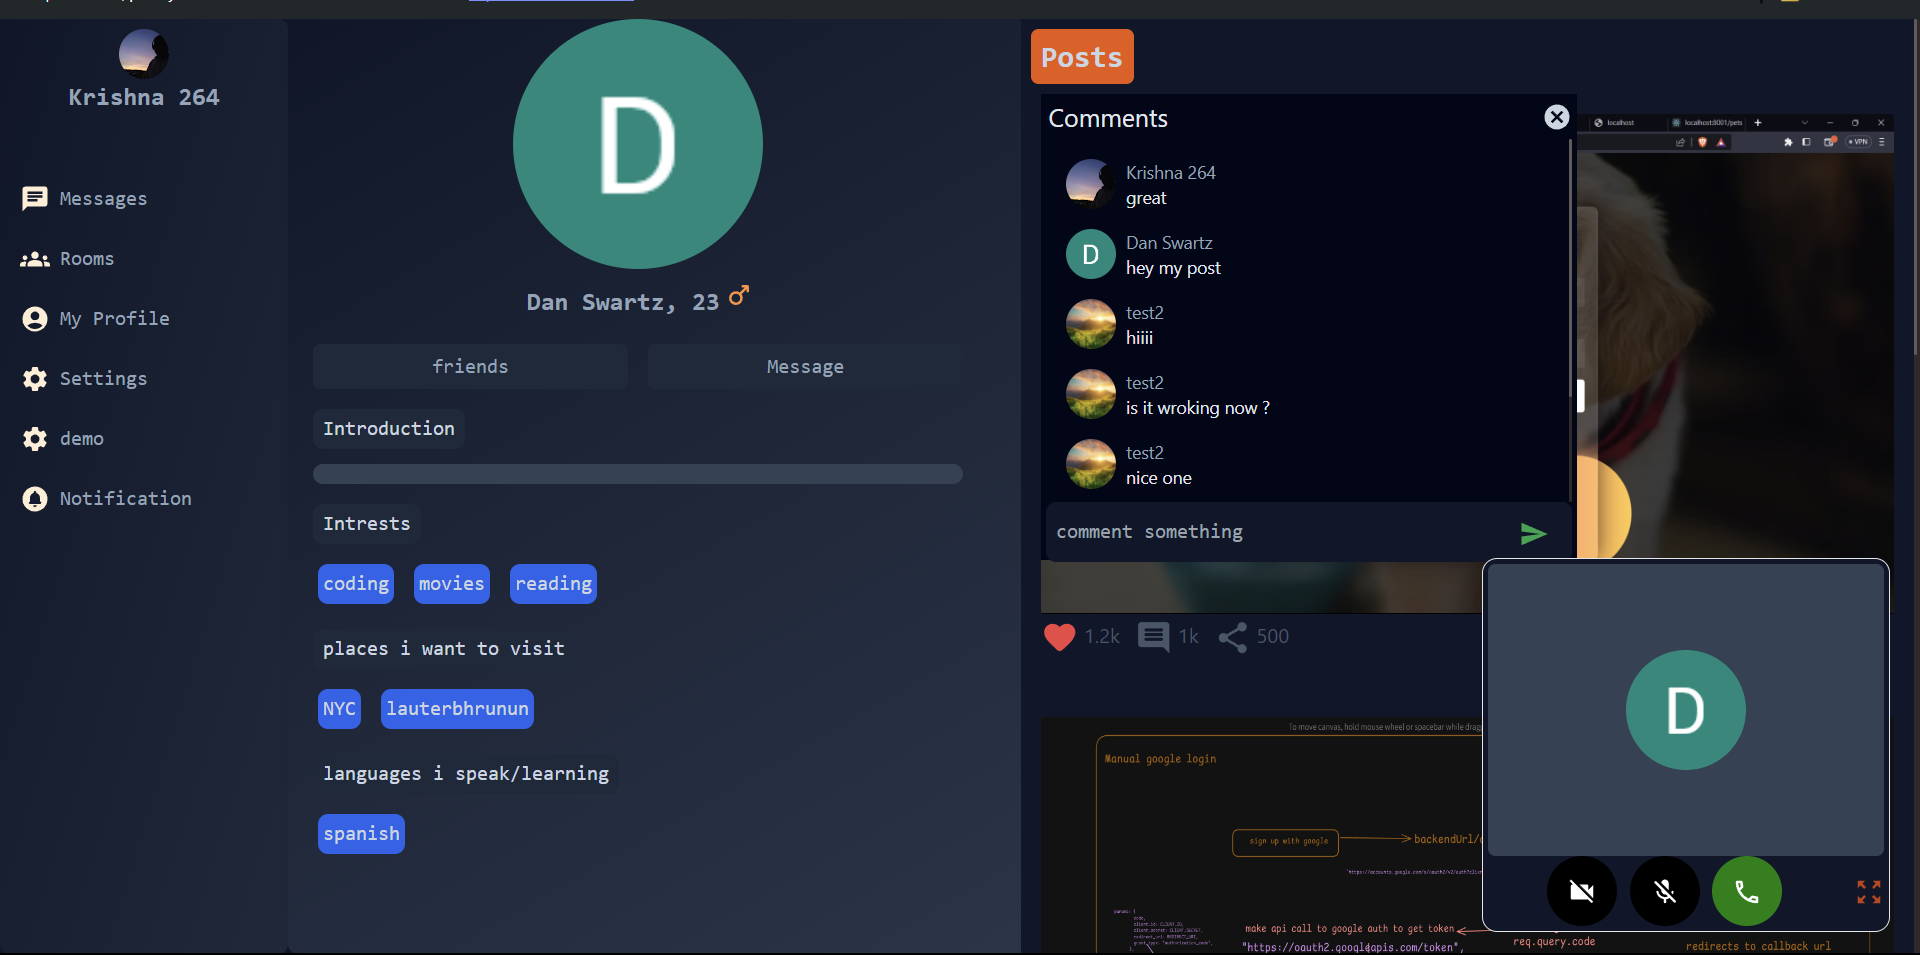 Krishna 264
Messages
Rooms
My Profile
Settings
demo
Notification
D
Dan Swartz, 23
friends
Message
Introduction
Intrests
coding
movies
reading
places i want to visit
NYC
lauterbhrunun
languages i speak/learning
spanish
Posts
Comments
Krishna 264
great
D
Dan Swartz
hey my post
test2
hiiii
test2
is it wroking now ?
test2
nice one
comment something
localhost
localhost:8001/pets
VPN
1.2k
1k
500
To move canvas, hold mouse wheel or spacebar while drag
Manual google login
sign up with google
backendUrl/
make api call to google auth to get token
"https://oauth2.googleapis.com/token",
req.query.code
redirects to callback url
D